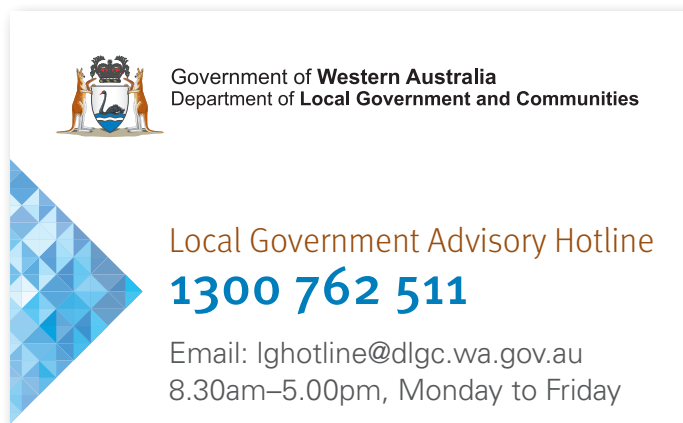 Government of Western Australia
Department of Local Government and Communities
Local Government Advisory Hotline
1300 762 511
Email: lghotline@dlgc.wa.gov.au
8.30am–5.00pm, Monday to Friday